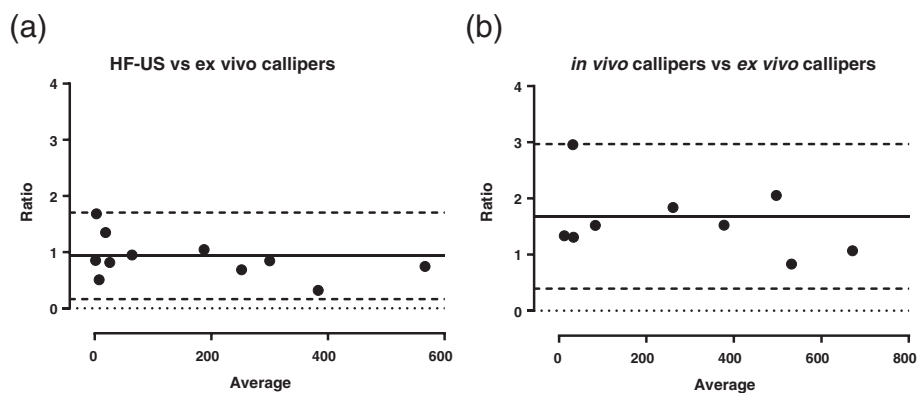 (a)
HF-US vs ex vivo callipers
4
3
2
1
0
Ratio
0 200 400 600
Average
(b)
in vivo callipers vs ex vivo callipers
4
3
2
1
0
Ratio
0 200 400 600 800
Average